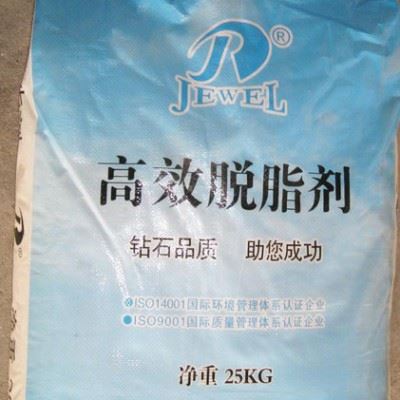 R®
JEWEL
高效脱脂剂
钻石品质 助您成功
ISO14001国际环境管理体系认证企业
ISO9001国际质量管理体系认证企业
净重 25KG